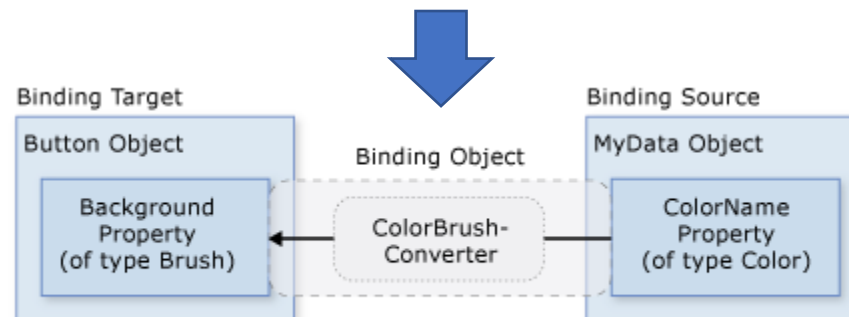 Binding Target
Button Object
Background
Property
(of type Brush)
Binding Object
ColorBrush-
Converter
Binding Source
MyData Object
ColorName
Property
(of type Color)